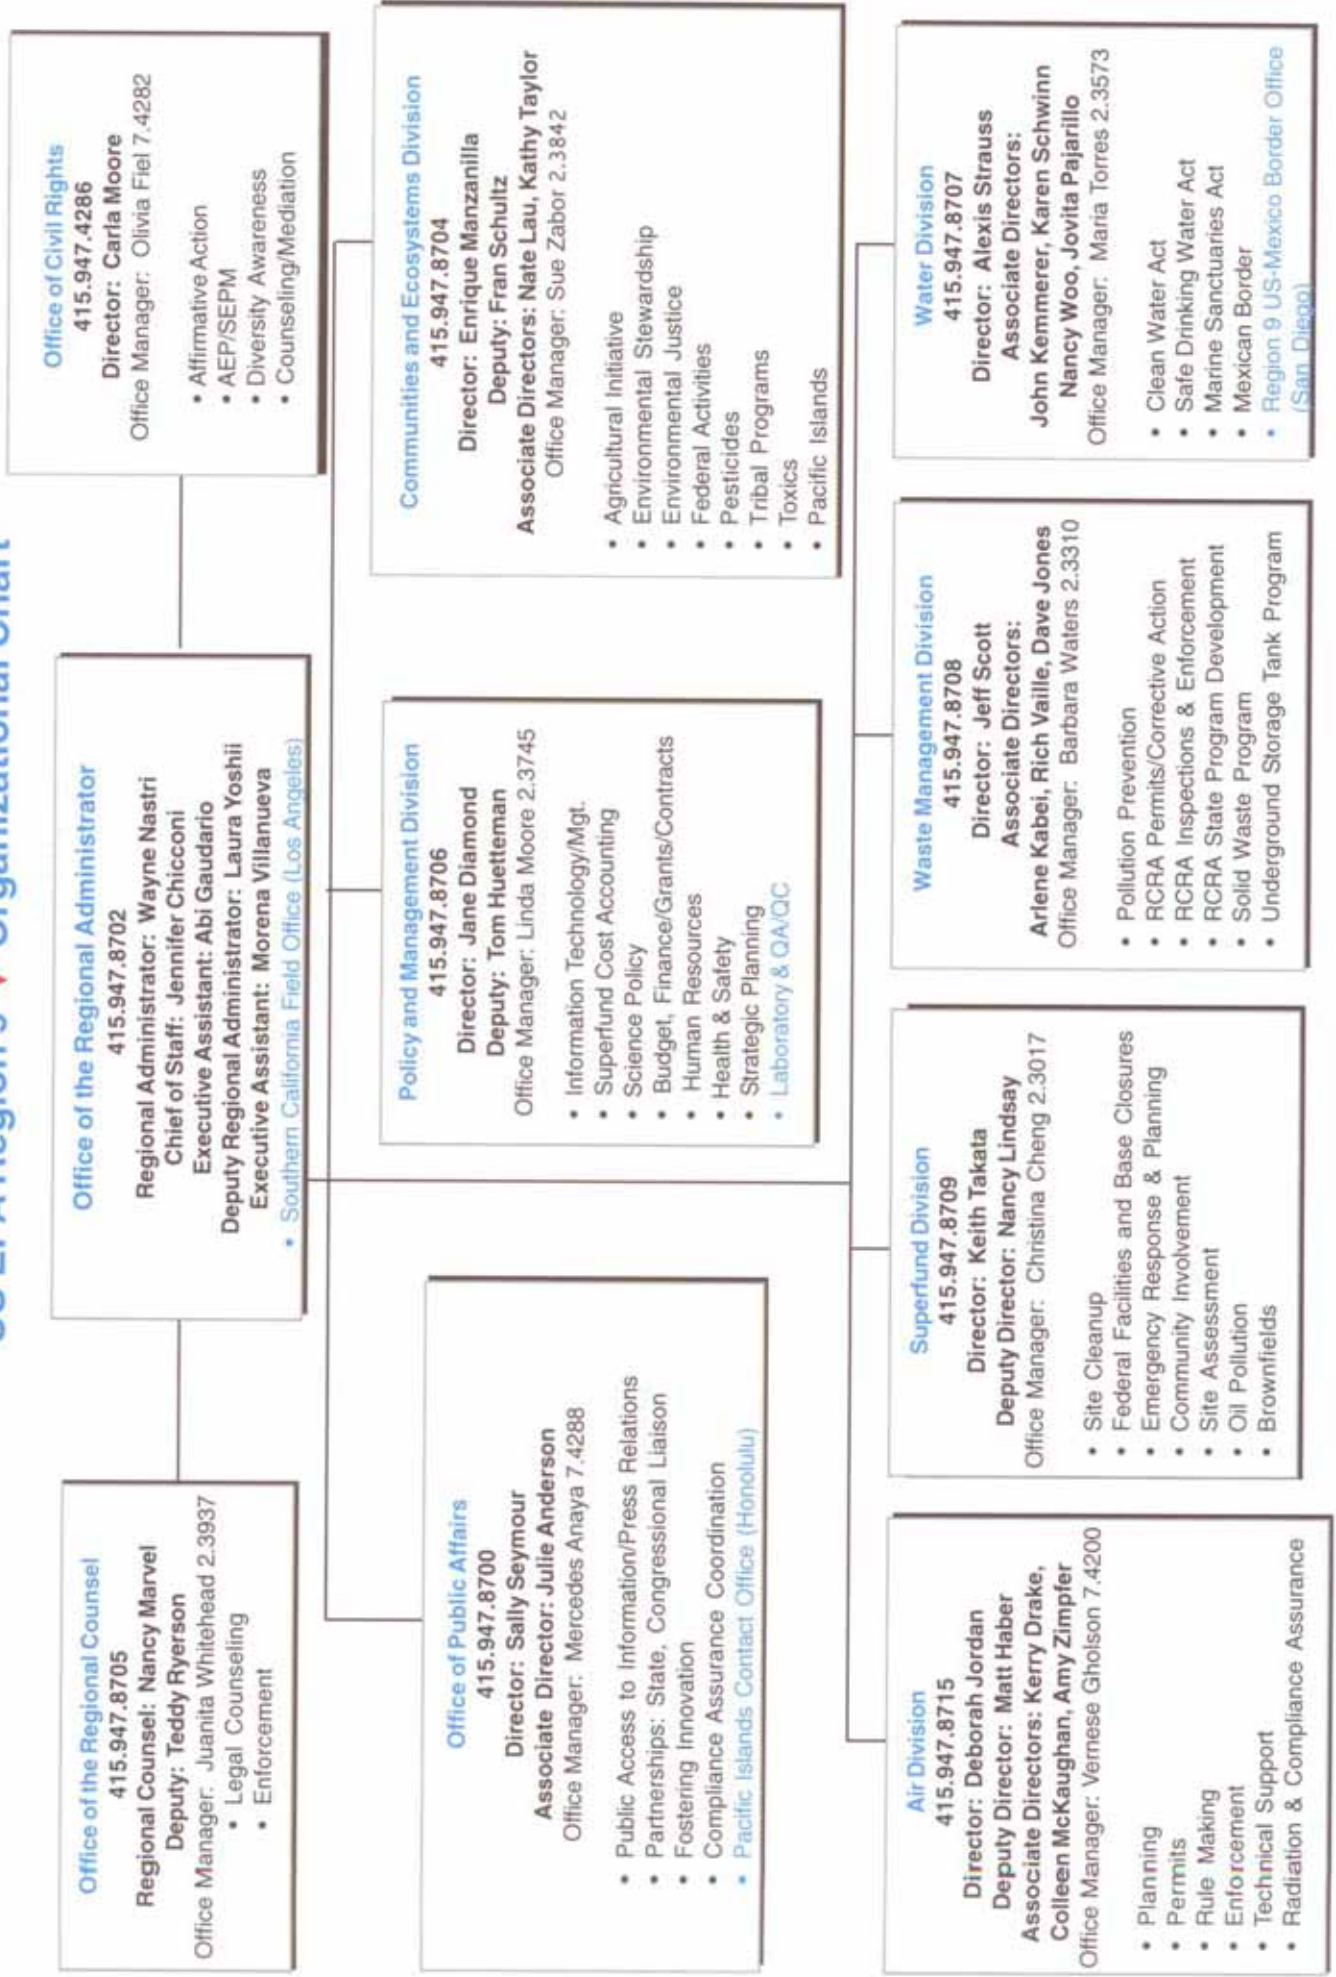 Office of the Regional Counsel
415.947.8705
Regional Counsel: Nancy Marvel
Deputy: Teddy Ryerson
Office Manager: Juanita Whitehead 2.3937
• Legal Counseling
• Enforcement
Office of the Regional Administrator
415.947.8702
Regional Administrator: Wayne Nastri
Chief of Staff: Jennifer Chicconi
Executive Assistant: Abi Gaudario
Deputy Regional Administrator: Laura Yoshii
Executive Assistant: Morena Villanueva
• Southern California Field Office (Los Angeles)
Office of Civil Rights
415.947.4286
Director: Carla Moore
Office Manager: Olivia Fiel 7.4282
• Affirmative Action
• AEP/SEPM
• Diversity Awareness
• Counseling/Mediation
Office of Public Affairs
415.947.8700
Director: Sally Seymour
Associate Director: Julie Anderson
Office Manager: Mercedes Anaya 7.4288
• Public Access to Information/Press Relations
• Partnerships: State, Congressional Liaison
• Fostering Innovation
• Compliance Assurance Coordination
• Pacific Islands Contact Office (Honolulu)
Policy and Management Division
415.947.8706
Director: Jane Diamond
Deputy: Tom Huetteman
Office Manager: Linda Moore 2.3745
• Information Technology/Mgt.
• Superfund Cost Accounting
• Science Policy
• Budget, Finance/Grants/Contracts
• Human Resources
• Health & Safety
• Strategic Planning
• Laboratory & QA/QC
Communities and Ecosystems Division
415.947.8704
Director: Enrique Manzanilla
Deputy: Fran Schultz
Associate Directors: Nate Lau, Kathy Taylor
Office Manager: Sue Zabor 2.3842
• Agricultural Initiative
• Environmental Stewardship
• Environmental Justice
• Federal Activities
• Pesticides
• Tribal Programs
• Toxics
• Pacific Islands
Air Division
415.947.8715
Director: Deborah Jordan
Deputy Director: Matt Haber
Associate Directors: Kerry Drake,
Colleen McKaughan, Amy Zimpfer
Office Manager: Vernese Gholson 7.4200
• Planning
• Permits
• Rule Making
• Enforcement
• Technical Support
• Radiation & Compliance Assurance
Superfund Division
415.947.8709
Director: Keith Takata
Deputy Director: Nancy Lindsay
Office Manager: Christina Cheng 2.3017
• Site Cleanup
• Federal Facilities and Base Closures
• Emergency Response & Planning
• Community Involvement
• Site Assessment
• Oil Pollution
• Brownfields
Waste Management Division
415.947.8708
Director: Jeff Scott
Associate Directors:
Arlene Kabei, Rich Vaille, Dave Jones
Office Manager: Barbara Waters 2.3310
• Pollution Prevention
• RCRA Permits/Corrective Action
• RCRA Inspections & Enforcement
• RCRA State Program Development
• Solid Waste Program
• Underground Storage Tank Program
Water Division
415.947.8707
Director: Alexis Strauss
Associate Directors:
John Kemmerer, Karen Schwinn
Nancy Woo, Jovita Pajarillo
Office Manager: Maria Torres 2.3573
• Clean Water Act
• Safe Drinking Water Act
• Marine Sanctuaries Act
• Mexican Border
• Region 9 US-Mexico Border Office
(San Diego)